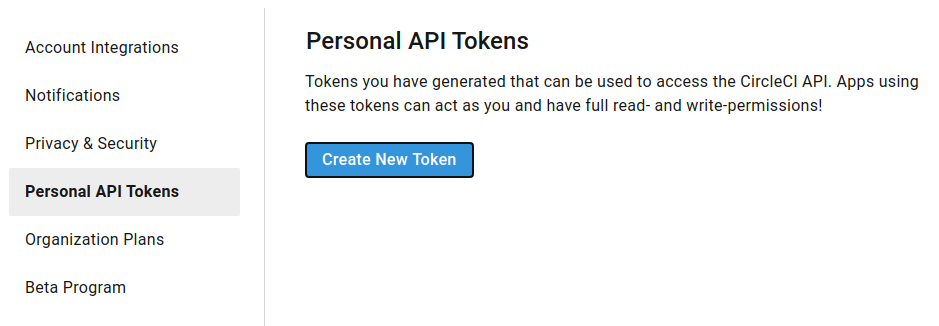 Account Integrations
Notifications
Privacy & Security
Personal API Tokens
Organization Plans
Beta Program
Personal API Tokens
Tokens you have generated that can be used to access the CircleCI API. Apps using
these tokens can act as you and have full read- and write-permissions!
Create New Token